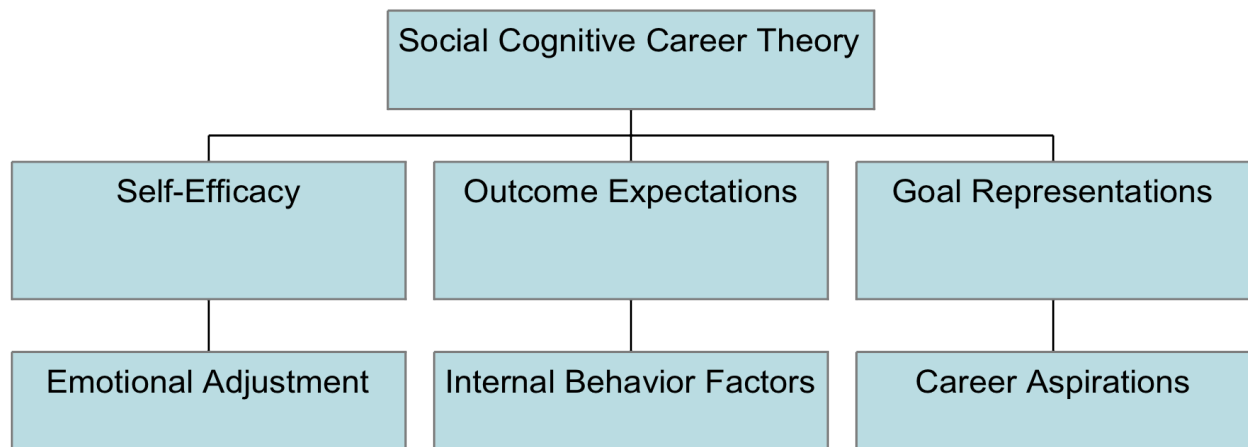 Social Cognitive Career Theory
Self-Efficacy
Outcome Expectations
Goal Representations
Emotional Adjustment
Internal Behavior Factors
Career Aspirations